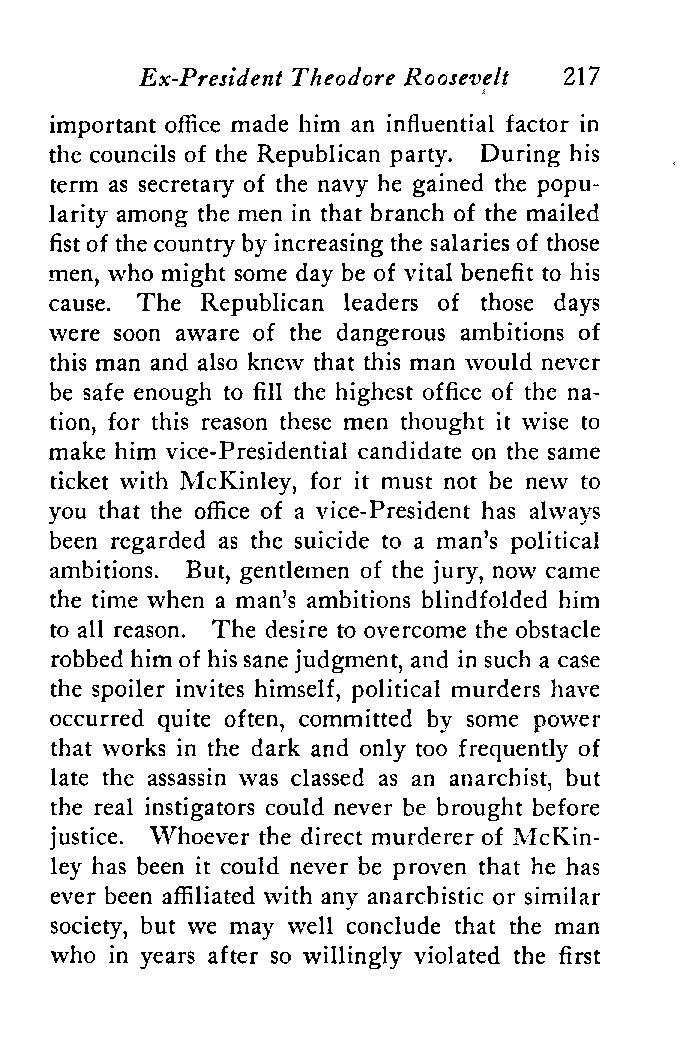 Ex-President Theodore Roosevelt 217
important office made him an influential factor in
the councils of the Republican party. During his
term as secretary of the navy he gained the popu-
larity among the men in that branch of the mailed
fist of the country by increasing the salaries of those
men, who might some day be of vital benefit to his
cause. The Republican leaders of those days
were soon aware of the dangerous ambitions of
this man and also knew that this man would never
be safe enough to fill the highest office of the na-
tion, for this reason these men thought it wise to
make him vice-Presidential candidate on the same
ticket with McKinley, for it must not be new to
you that the office of a vice-President has always
been regarded as the suicide to a man's political
ambitions. But, gentlemen of the jury, now came
the time when a man's ambitions blindfolded him
to all reason. The desire to overcome the obstacle
robbed him of his sane judgment, and in such a case
the spoiler invites himself, political murders have
occurred quite often, committed by some power
that works in the dark and only too frequently of
late the assassin was classed as an anarchist, but
the real instigators could never be brought before
justice. Whoever the direct murderer of McKin-
ley has been it could never be proven that he has
ever been affiliated with any anarchistic or similar
society, but we may well conclude that the man
who in years after so willingly violated the first